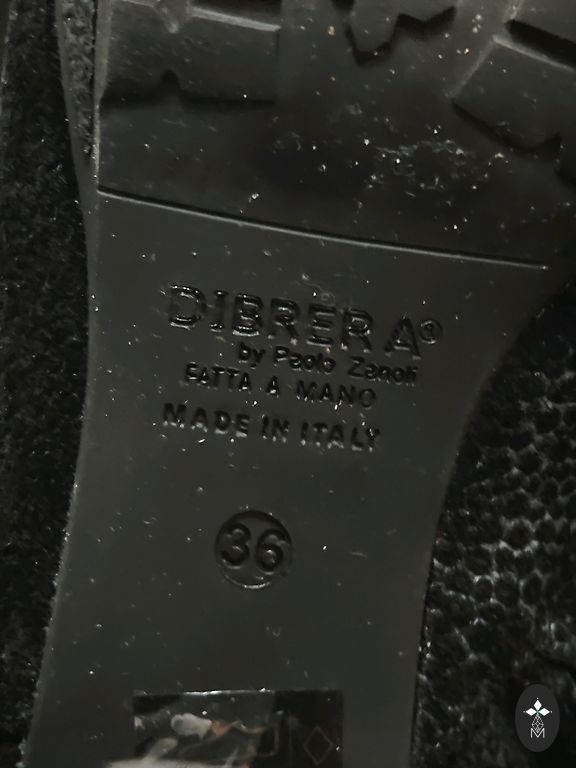 DIBRERA®
by Paolo Zanoli
FATTA A MANO
MADE IN ITALY
36
M